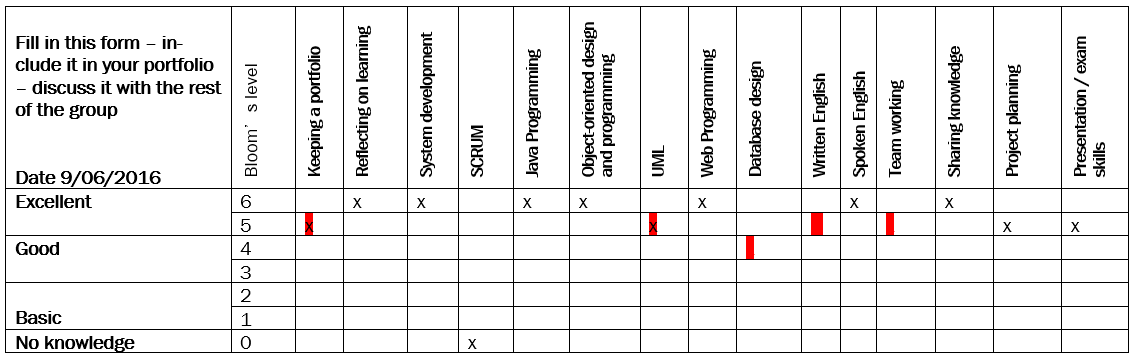 Fill in this form – in-
clude it in your portfolio
– discuss it with the rest
of the group
Date 9/06/2016
Bloom's level
Keeping a portfolio
Reflecting on learning
System development
SCRUM
Java Programming
Object-oriented design
and programming
UML
Web Programming
Database design
Written English
Spoken English
Team working
Sharing knowledge
Project planning
Presentation / exam
skills
Excellent 6 x x x x x x x
5 x x x x
Good 4
3
2
Basic 1
No knowledge 0 x